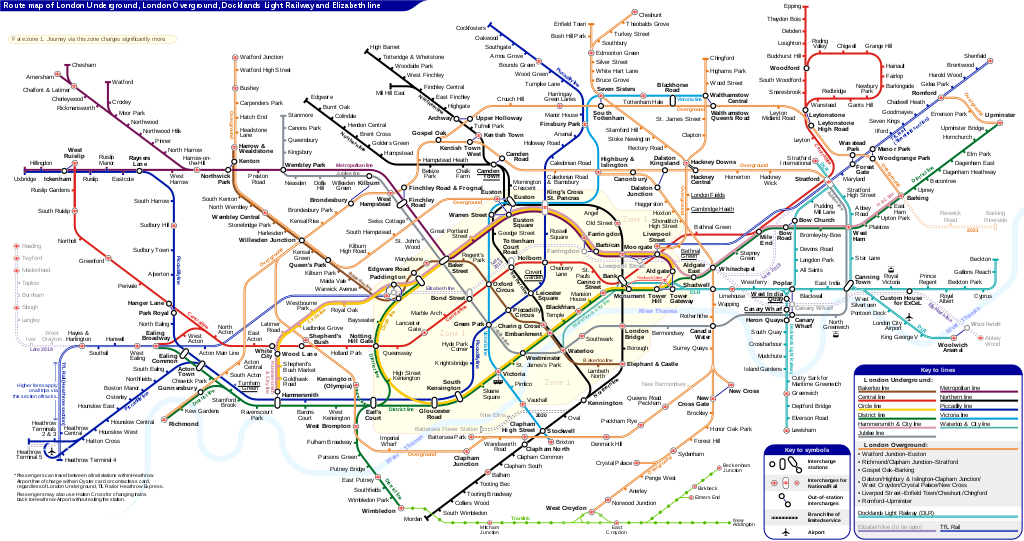 Route map of London Underground, London Overground, Docklands Light Railway and Elizabeth line
Fare zone 1. Journey via this zone charges significantly more.
Chesham
Amersham
Chalfont & Latimer
Chorleywood
Rickmansworth
Watford
Croxley
Moor Park
Northwood
Northwood Hills
Pinner
North Harrow
Harrow-on-the-Hill
Watford Junction
Watford High Street
Bushey
Carpenders Park
Hatch End
Headstone Lane
Harrow & Wealdstone
Kenton
Northwick Park
Preston Road
Stanmore
Canons Park
Queensbury
Kingsbury
Wembley Park
Metropolitan line
Jubilee line
Neasden
Dollis Hill
Willesden Green
Kilburn
Edgware
Burnt Oak
Colindale
Hendon Central
Brent Cross
Golders Green
Hampstead
High Barnet
Totteridge & Whetstone
Woodside Park
West Finchley
Mill Hill East
Finchley Central
East Finchley
Highgate
Archway
Upper Holloway
Tufnell Park
Kentish Town
Gospel Oak
Kentish Town West
Hampstead Heath
Belsize Park
Chalk Farm
Camden Road
Camden Town
Cockfosters
Oakwood
Southgate
Arnos Grove
Bounds Green
Wood Green
Turnpike Lane
Crouch Hill
Harringay Green Lanes
Manor House
Finsbury Park
Arsenal
Holloway Road
Caledonian Road
Enfield Town
Bush Hill Park
Cheshunt
Theobalds Grove
Turkey Street
Southbury
Edmonton Green
Silver Street
White Hart Lane
Bruce Grove
Seven Sisters
South Tottenham
Tottenham Hale
Blackhorse Road
Victoria line
Stamford Hill
Stoke Newington
Rectory Road
Chingford
Highams Park
Wood Street
Walthamstow Central
Walthamstow Queen's Road
St. James Street
Clapton
Epping
Theydon Bois
Debden
Loughton
Buckhurst Hill
Woodford
South Woodford
Snaresbrook
Roding Valley
Chigwell
Grange Hill
Hainault
Fairlop
Barkingside
Newbury Park
Gants Hill
Redbridge
Wanstead
Leytonstone
Leytonstone High Road
Leyton Midland Road
Leyton
Shenfield
Brentwood
Harold Wood
Gidea Park
Romford
Chadwell Heath
Goodmayes
Seven Kings
Ilford
Emerson Park
Upminster
Upminster Bridge
Hornchurch
Elm Park
Dagenham East
Dagenham Heathway
Becontree
Upney
Barking
Manor Park
Woodgrange Park
Wanstead Park
Forest Gate
Maryland
Stratford International
Stratford
West Ruislip
Ruislip Manor
Rayners Lane
Hillingdon
Uxbridge
Ickenham
Ruislip
Eastcote
West Harrow
Ruislip Gardens
South Ruislip
Northolt
Greenford
Perivale
Hanger Lane
Park Royal
North Ealing
Ealing Broadway
South Harrow
Sudbury Hill
Sudbury Town
Alperton
Piccadilly line
South Kenton
North Wembley
Wembley Central
Stonebridge Park
Harlesden
Willesden Junction
Kensal Green
Queen's Park
Kilburn Park
Maida Vale
Warwick Avenue
Finchley Road & Frognal
Brondesbury
West Hampstead
Finchley Road
Brondesbury Park
Kensal Rise
South Hampstead
Kilburn High Road
Swiss Cottage
St. John's Wood
Overground
Mornington Crescent
Euston
King's Cross St. Pancras
Warren Street
Euston Square
Great Portland Street
Baker Street
Regent's Park
Marylebone
Edgware Road
Paddington
Elizabeth line
Bond Street
Oxford Circus
Tottenham Court Road
Goodge Street
Russell Square
Holborn
Chancery Lane
Covent Garden
Leicester Square
Piccadilly Circus
Charing Cross
Embankment
Temple
Blackfriars
Mansion House
Cannon Street
Bank
Monument
Tower Hill
Tower Gateway
St. Paul's
Farringdon
Barbican
Moorgate
Liverpool Street
Old Street
Angel
Highbury & Islington
Caledonian Rd. & Barnsbury
Canonbury
Dalston Kingsland
Dalston Junction
Haggerston
Hoxton
Shoreditch High Street
Hackney Downs
Hackney Central
Homerton
Hackney Wick
London Fields
Cambridge Heath
Bethnal Green
Stepney Green
Mile End
Bow Road
Bow Church
Pudding Mill Lane
Stratford High Street
Abbey Road
West Ham
Plaistow
Upton Park
East Ham
Bromley-by-Bow
Devons Road
Langdon Park
All Saints
Star Lane
Canning Town
East India
Blackwall
Poplar
Westferry
Limehouse
Shadwell
Aldgate
Aldgate East
Whitechapel
Wapping
Rotherhithe
Canada Water
Surrey Quays
West India Quay
Canary Wharf
Heron Quays
South Quay
Crossharbour
Mudchute
Island Gardens
Cutty Sark for Maritime Greenwich
Greenwich
Deptford Bridge
Elverson Road
Lewisham
North Greenwich
Royal Victoria
Custom House for ExCeL
Prince Regent
Royal Albert
Beckton Park
Cyprus
Gallions Reach
Beckton
West Silvertown
Pontoon Dock
London City Airport
King George V
Woolwich Arsenal
Woolwich
Abbey Wood
Renwick Road
Barking Riverside
2021
Reading
Twyford
Maidenhead
Taplow
Burnham
Slough
Langley
Iver
West Drayton
Late 2019
Hayes & Harlington
Southall
Hanwell
West Ealing
Ealing Common
South Ealing
Northfields
Boston Manor
Osterley
Hounslow East
Hounslow Central
Hounslow West
Hatton Cross
Heathrow Terminals 2 & 3
Heathrow Terminal 5
Heathrow Terminal 4
Acton Town
Acton Main Line
North Acton
East Acton
West Acton
Acton Central
South Acton
Chiswick Park
Gunnersbury
Kew Gardens
Richmond
Turnham Green
Stamford Brook
Ravenscourt Park
Hammersmith
Goldhawk Road
Shepherd's Bush Market
Wood Lane
White City
Shepherd's Bush
Latimer Road
Ladbroke Grove
Westbourne Park
Royal Oak
Bayswater
Holland Park
Notting Hill Gate
Queensway
Lancaster Gate
Marble Arch
High Street Kensington
Kensington (Olympia)
Barons Court
West Kensington
Earl's Court
Gloucester Road
South Kensington
Sloane Square
Victoria
Knightsbridge
Hyde Park Corner
Green Park
St. James's Park
Westminster
Waterloo
Southwark
London Bridge
Borough
Elephant & Castle
Lambeth North
Kennington
Pimlico
Vauxhall
Oval
Stockwell
Nine Elms
Battersea Power Station
2020
Battersea Park
Imperial Wharf
Clapham Junction
Wandsworth Road
Clapham High Street
Clapham North
Clapham Common
Clapham South
Balham
Tooting Bec
Tooting Broadway
Colliers Wood
South Wimbledon
Morden
Brixton
Denmark Hill
Peckham Rye
Queens Road Peckham
New Bermondsey
New Cross
New Cross Gate
Brockley
Honor Oak Park
Forest Hill
Sydenham
Crystal Palace
Penge West
Anerley
Norwood Junction
West Croydon
Fulham Broadway
West Brompton
Parsons Green
Putney Bridge
East Putney
Southfields
Wimbledon Park
Wimbledon
Tramlink
Mitcham Junction
East Croydon
Birkbeck
Elmers End
Beckenham Junction
New Addington
River Thames
* Passengers can travel between all rail stations within Heathrow
Airport free of charge with an Oyster card or contactless card,
regardless of London Underground, TfL Rail or Heathrow Express.
Passengers may also use Hatton Cross for changing trains
back to Heathrow Airport without exiting the station.
Key to symbols
Interchange stations
Interchanges for National Rail
Out-of-station interchanges
Branch line of limited service
Airport
Key to lines
London Underground:
Bakerloo line
Metropolitan line
Central line
Northern line
Circle line
Piccadilly line
District line
Victoria line
Hammersmith & City line
Waterloo & City line
Jubilee line
London Overground:
• Watford Junction–Euston
• Richmond/Clapham Junction–Stratford
• Gospel Oak–Barking
• Dalston/Highbury & Islington–Clapham Junction/
West Croydon/Crystal Palace/New Cross
• Liverpool Street–Enfield Town/Cheshunt/Chingford
• Romford–Upminster
Docklands Light Railway (DLR)
Elizabeth line (to be open)
TfL Rail